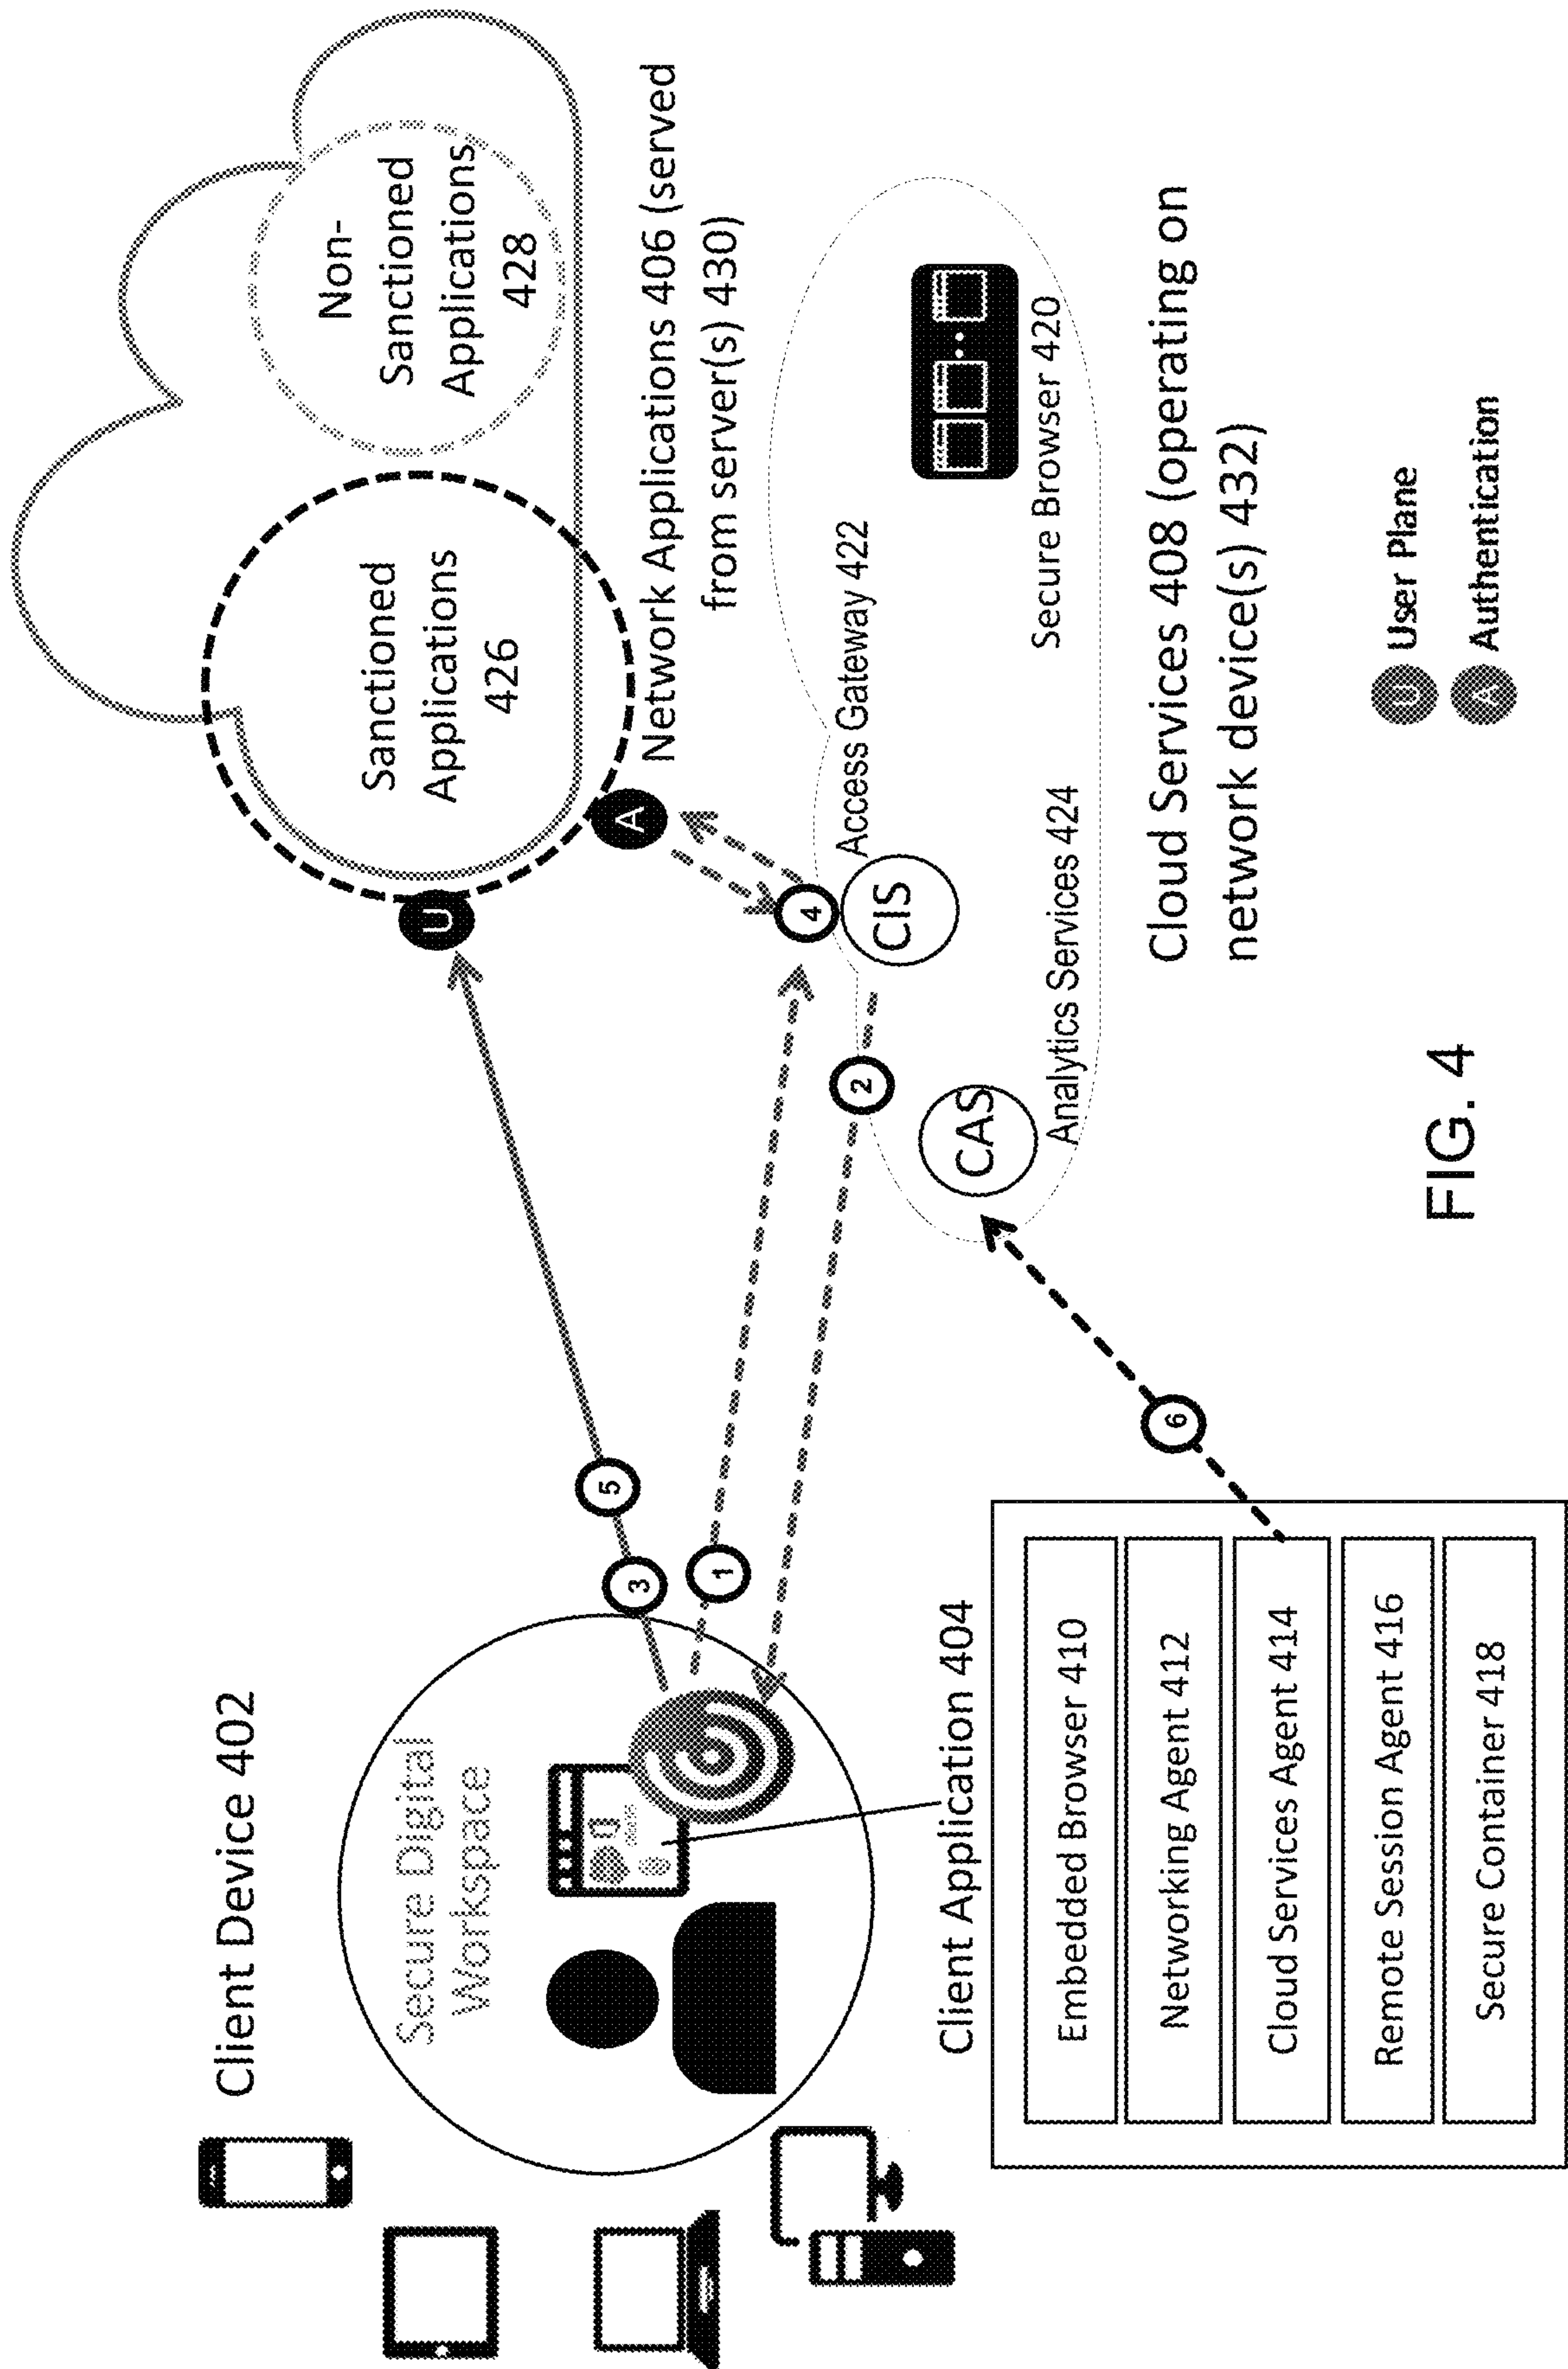 Client Device 402
Secure Digital
Workspace
Client Application 404
Embedded Browser 410
Networking Agent 412
Cloud Services Agent 414
Remote Session Agent 416
Secure Container 418
3
5
1
2
4
6
U
A
Sanctioned
Applications
426
Non-
Sanctioned
Applications
428
Network Applications 406 (served
from server(s) 430)
Access Gateway 422
CIS
CAS
Analytics Services 424
Secure Browser 420
Cloud Services 408 (operating on
network device(s) 432)
U User Plane
A Authentication
FIG. 4